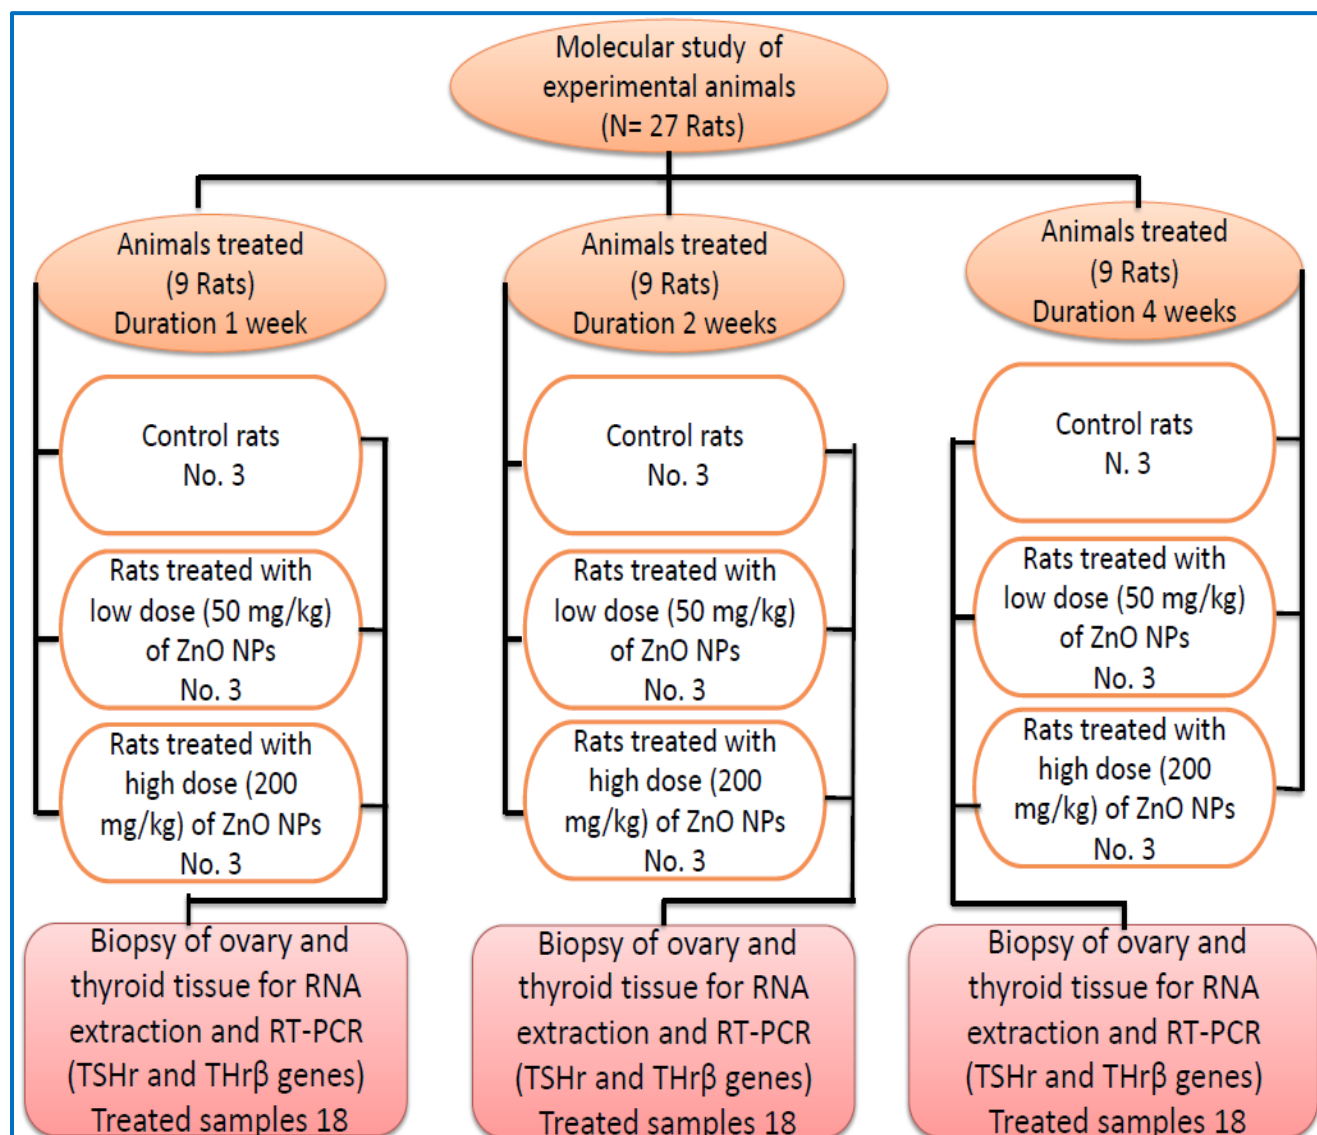 Molecular study of
experimental animals
(N= 27 Rats)
Animals treated
(9 Rats)
Duration 1 week
Animals treated
(9 Rats)
Duration 2 weeks
Animals treated
(9 Rats)
Duration 4 weeks
Control rats
No. 3
Control rats
No. 3
Control rats
N. 3
Rats treated with
low dose (50 mg/kg)
of ZnO NPs
No. 3
Rats treated with
low dose (50 mg/kg)
of ZnO NPs
No. 3
Rats treated with
low dose (50 mg/kg)
of ZnO NPs
No. 3
Rats treated with
high dose (200
mg/kg) of ZnO NPs
No. 3
Rats treated with
high dose (200
mg/kg) of ZnO NPs
No. 3
Rats treated with
high dose (200
mg/kg) of ZnO NPs
No. 3
Biopsy of ovary and
thyroid tissue for RNA
extraction and RT-PCR
(TSHr and THrβ genes)
Treated samples 18
Biopsy of ovary and
thyroid tissue for RNA
extraction and RT-PCR
(TSHr and THrβ genes)
Treated samples 18
Biopsy of ovary and
thyroid tissue for RNA
extraction and RT-PCR
(TSHr and THrβ genes)
Treated samples 18